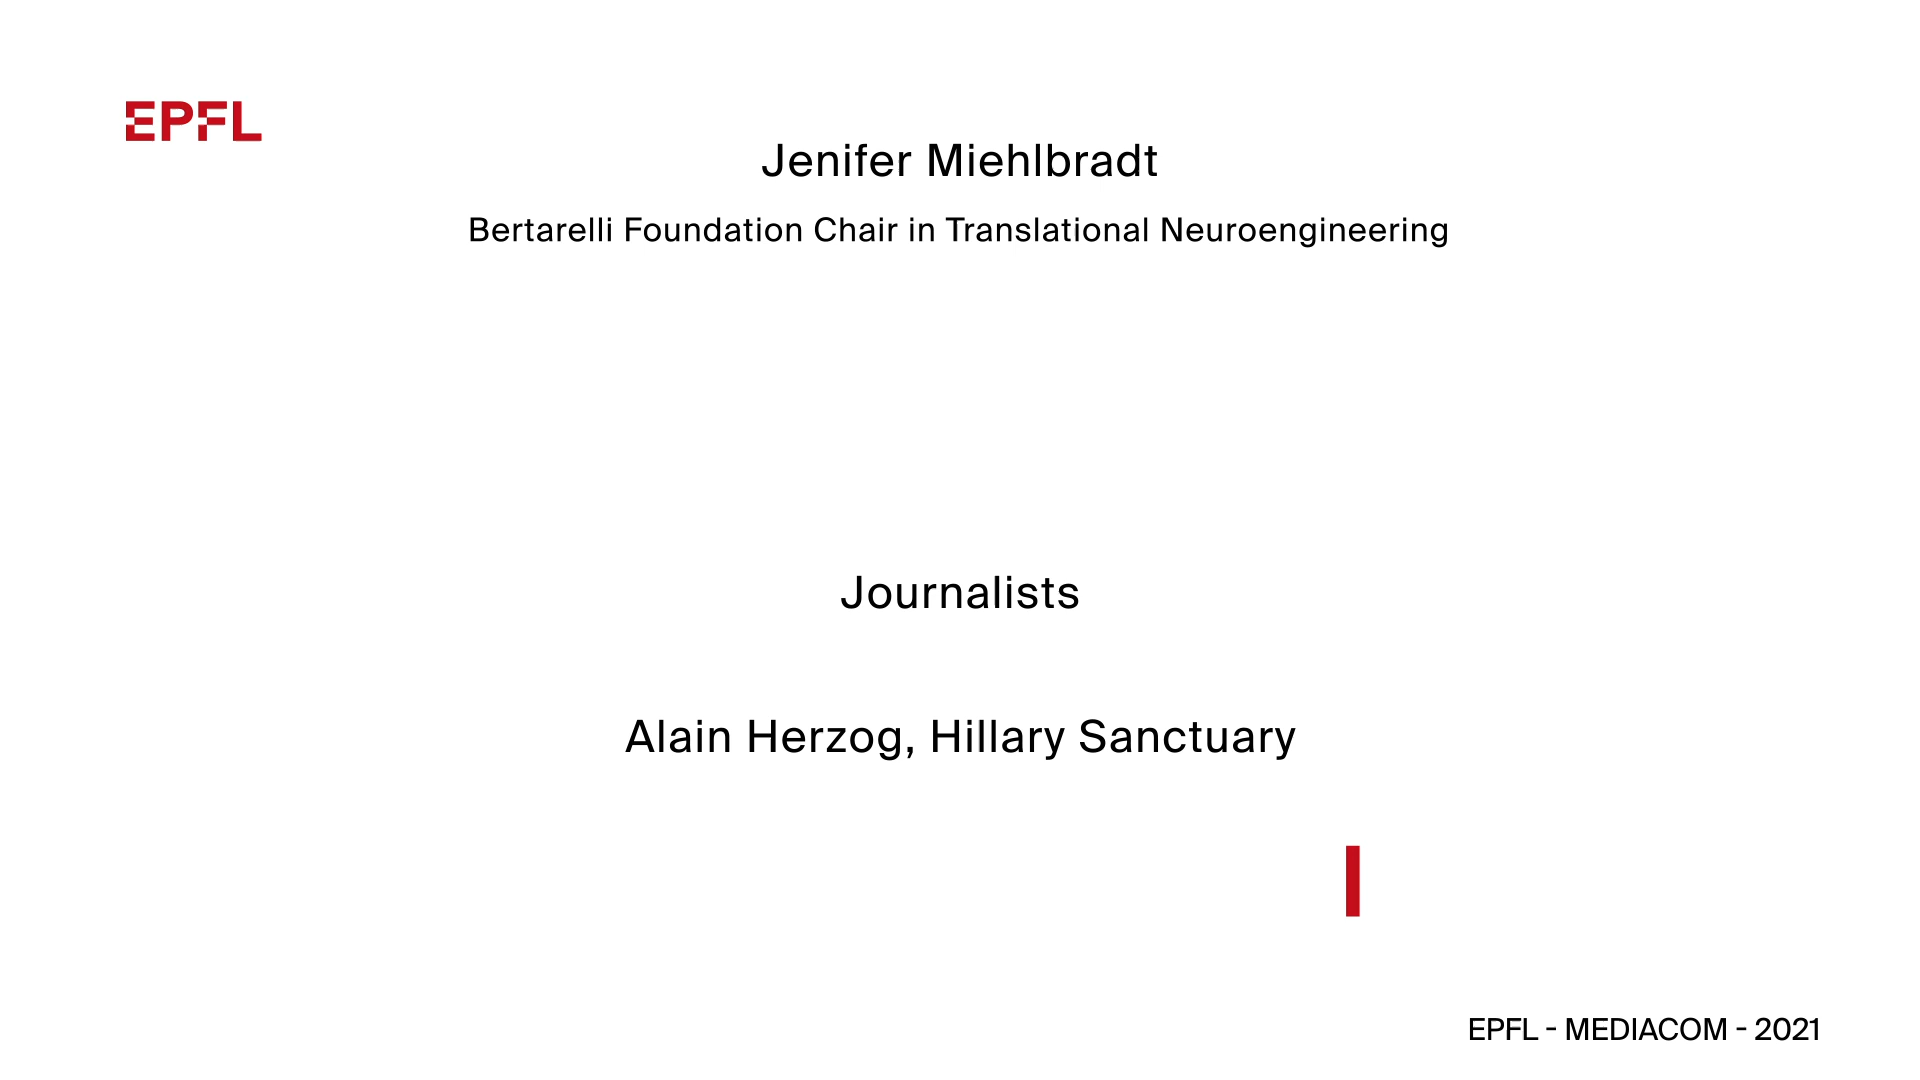 EPFL
Jenifer Miehlbradt
Bertarelli Foundation Chair in Translational Neuroengineering
Journalists
Alain Herzog, Hillary Sanctuary
EPFL - MEDIACOM - 2021